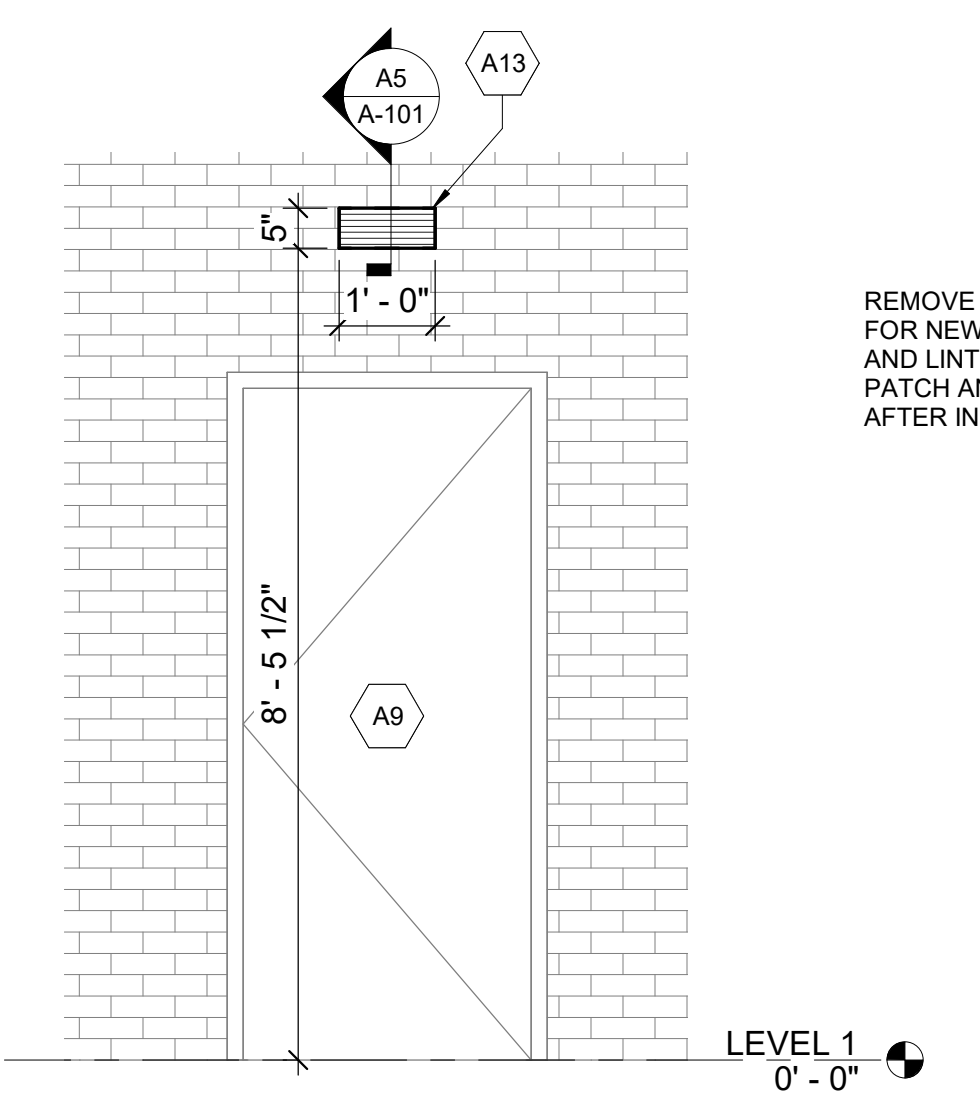 A5
A-101
A13
5"
1' - 0"
REMOVE
FOR NEW
AND LINT
PATCH AN
AFTER IN
8' - 5 1/2"
A9
LEVEL 1
0' - 0"